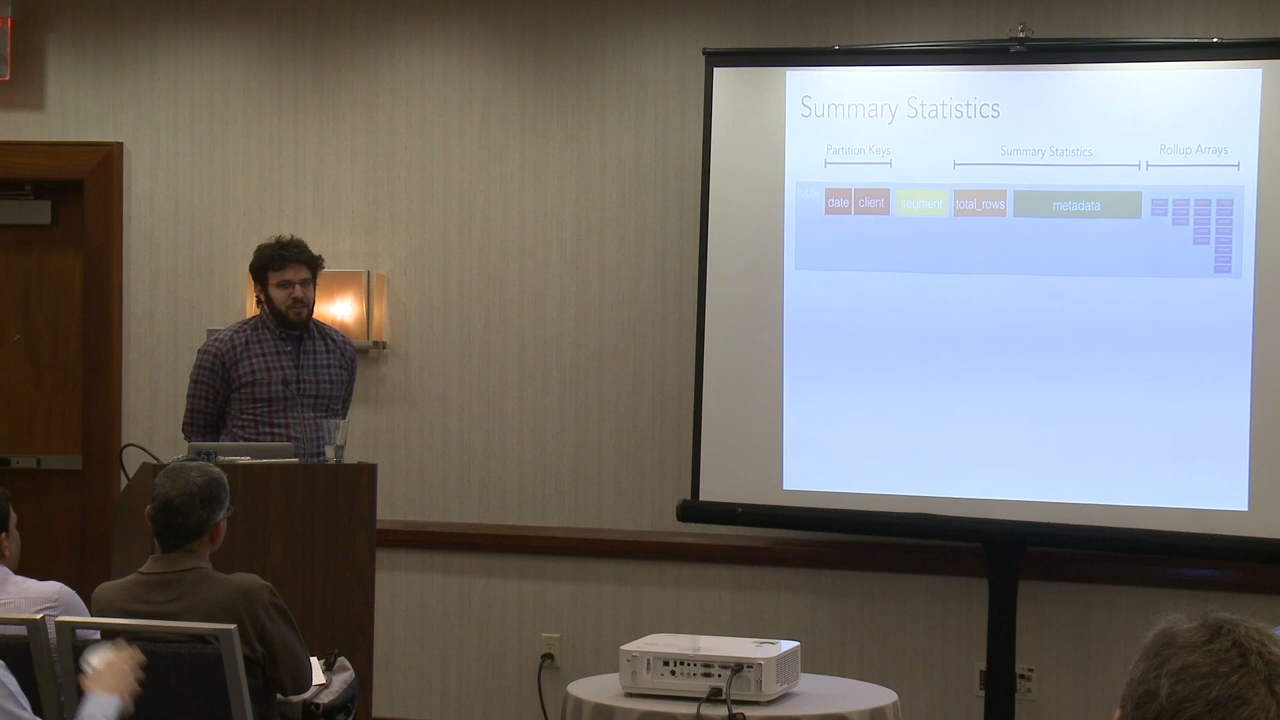 Summary Statistics
Partition Keys Summary Statistics Rollup Arrays
date client segment total_rows metadata